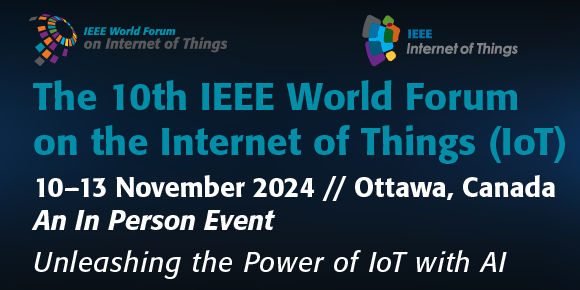 IEEE World Forum
on Internet of Things
IEEE
Internet of Things
The 10th IEEE World Forum
on the Internet of Things (IoT)
10–13 November 2024 // Ottawa, Canada
An In Person Event
Unleashing the Power of IoT with AI